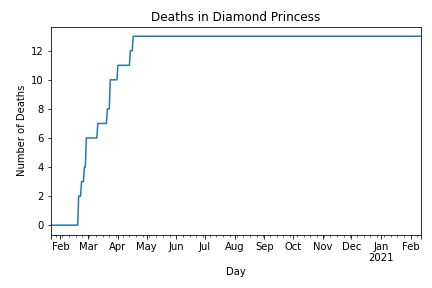 Deaths in Diamond Princess
Number of Deaths
12
10
8
6
4
2
0
Feb Mar Apr May Jun Jul Aug Sep Oct Nov Dec Jan Feb
2021
Day